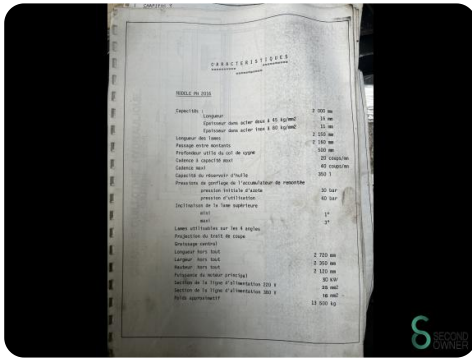 CHAPITRE
CARACTERISTIQUES
MODELE PN 2016
Capacités :
Longueur 2 000 mm
Epaisseur dans acier doux à 45 kg/mm2 16 mm
Epaisseur dans acier inox à 60 kg/mm2 14 mm
Longueur des lames 2 100 mm
Passage entre montants 2 160 mm
Profondeur utile du col de cygne 500 mm
Cadence à capacité maxi 20 coups/mn
Cadence maxi 40 coups/mn
Capacité du réservoir d'huile 350 l
Pressions de gonflage de l'accumulateur de remontée
pression initiale d'azote 30 bar
pression d'utilisation 60 bar
Inclinaison de la lame supérieure
mini 1°
maxi 3°
Lames utilisables sur les 4 angles
Projection du trait de coupe
Graissage central
Longueur hors tout 2 720 mm
Largeur hors tout 3 350 mm
Hauteur hors tout 2 120 mm
Puissance du moteur principal 30 KW
Section de la ligne d'alimentation 220 V mm2
Section de la ligne d'alimentation 380 V 16 mm2
Poids approximatif 13 500 kg
SECOND
OWNER